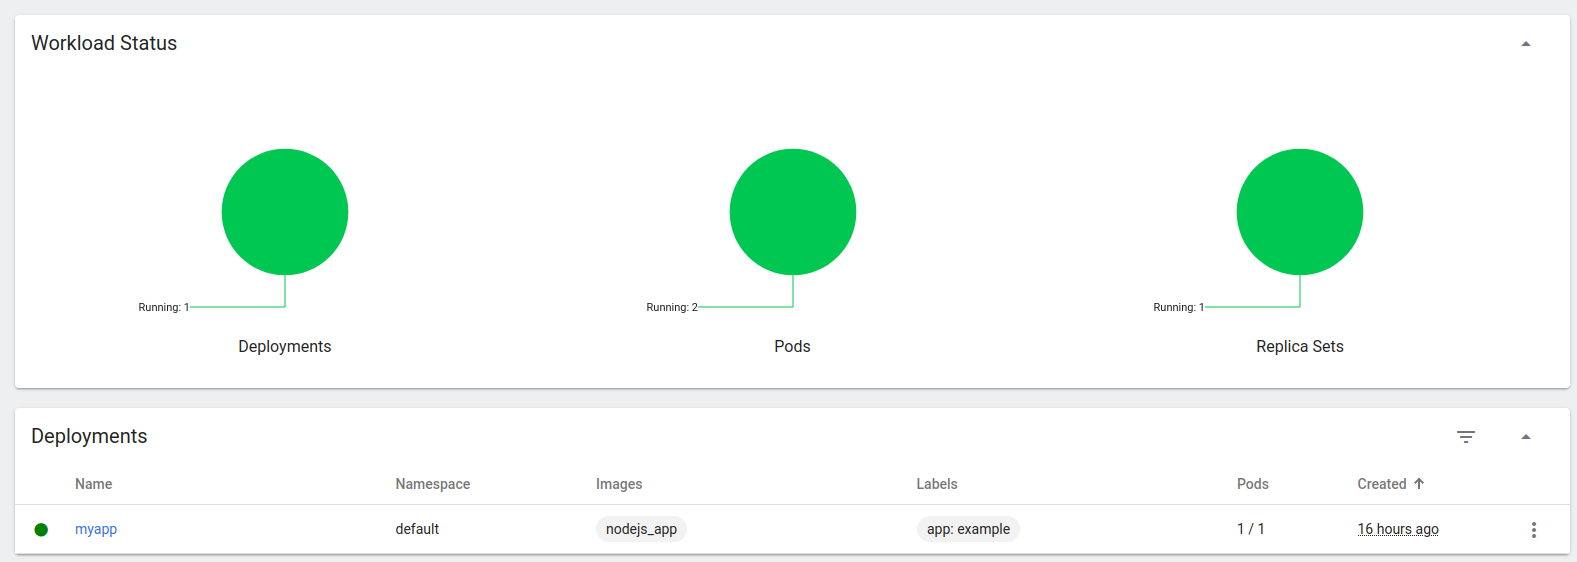 Workload Status
Running: 1
Running: 2
Running: 1
Deployments
Pods
Replica Sets
Deployments
Name Namespace Images Labels Pods Created
myapp default nodejs_app app: example 1 / 1 16 hours ago